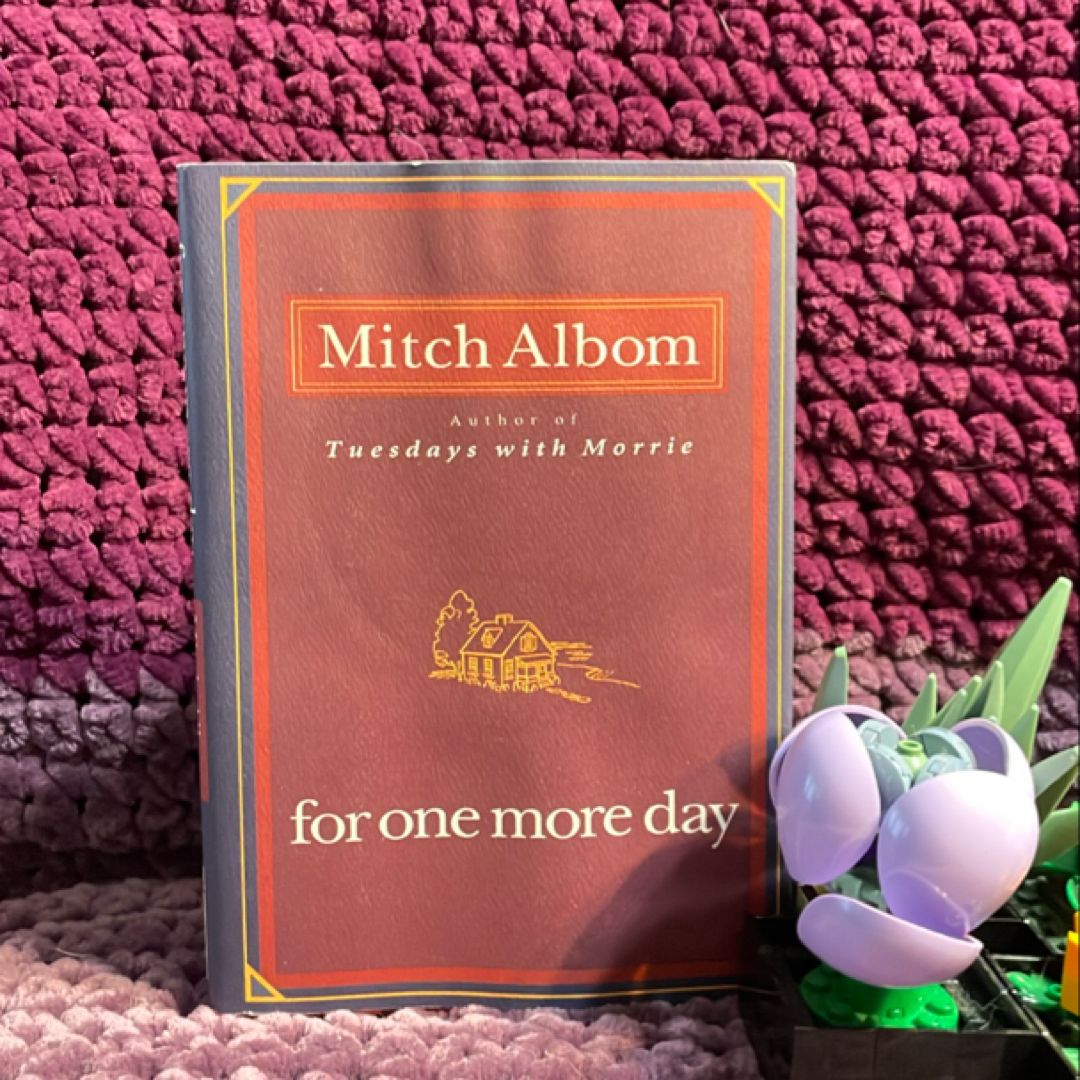 Mitch Albom
Author of
Tuesdays with Morrie
for one more day